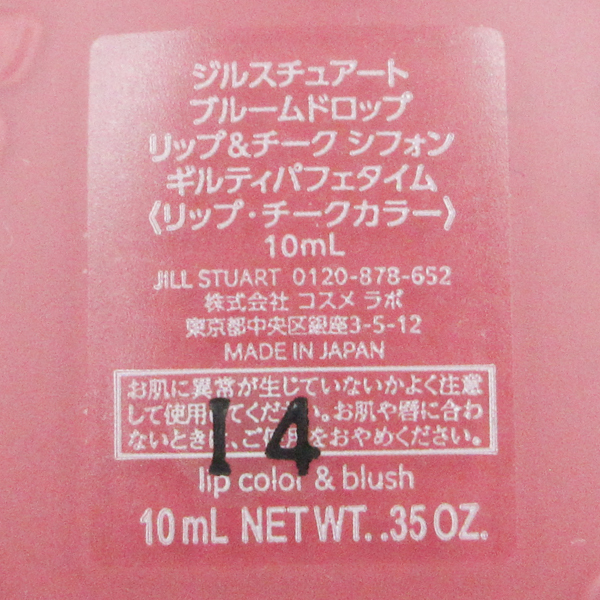 ジルスチュアート
ブルームドロップ
リップ&チーク シフォン
ギルティパフェタイム
〈リップ・チークカラー〉
10mL
JILL STUART 0120-878-652
株式会社 コスメ ラボ
東京都中央区銀座3-5-12
MADE IN JAPAN
お肌に異常が生じていないかよく注意
して使用してください。お肌や唇に合わ
ないときは、ご使用をおやめください。
14
lip color & blush
10 mL NET WT. .35 OZ.